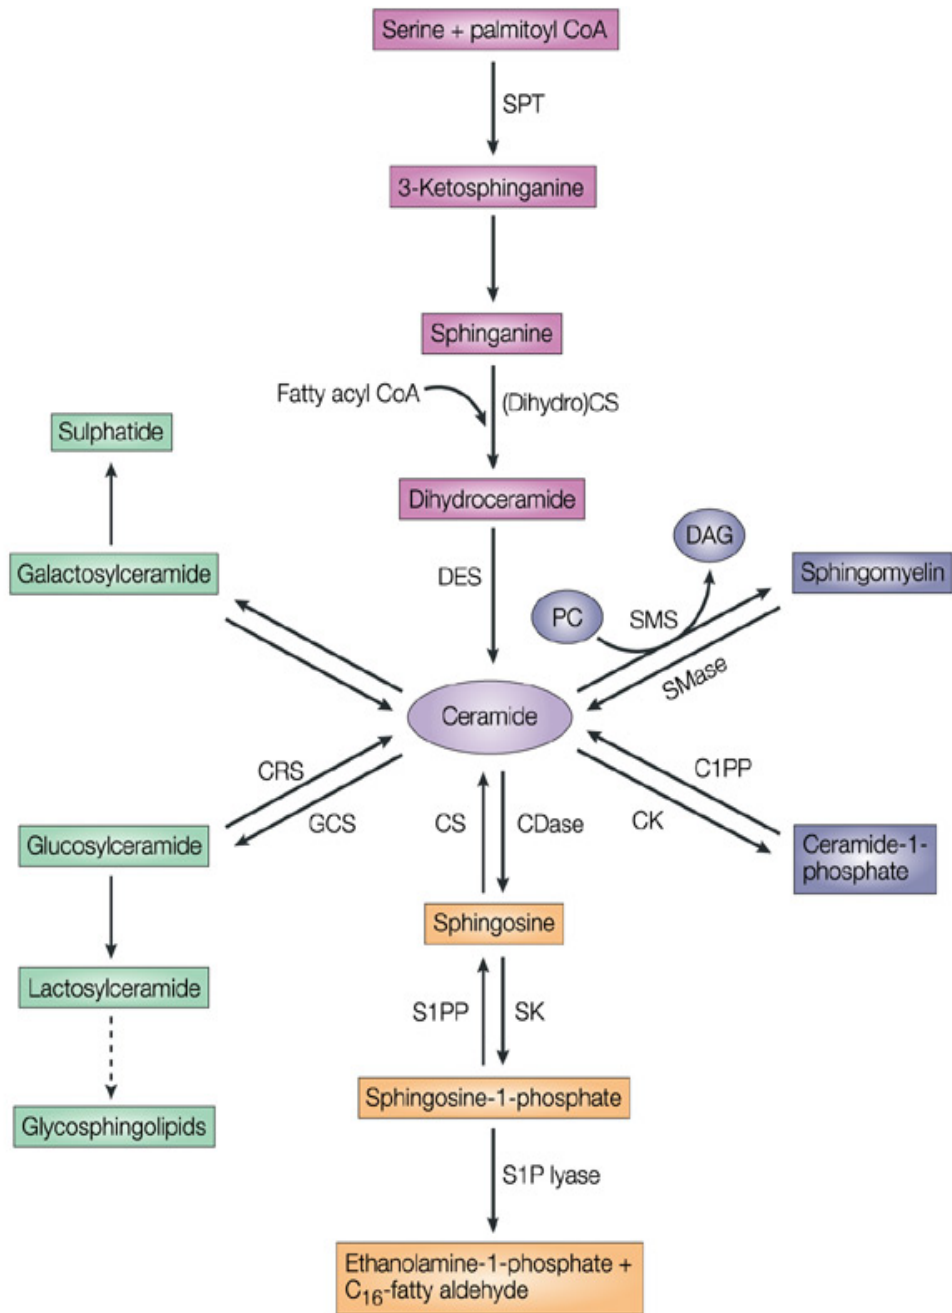 Serine + palmitoyl CoA
SPT
3-Ketosphinganine
Sphinganine
Fatty acyl CoA
(Dihydro)CS
Sulphatide
Dihydroceramide
DAG
Galactosylceramide
DES
Sphingomyelin
PC
SMS
SMase
Ceramide
CRS
C1PP
GCS
CS
CDase
CK
Glucosylceramide
Ceramide-1-
phosphate
Sphingosine
Lactosylceramide
S1PP
SK
Sphingosine-1-phosphate
Glycosphingolipids
S1P lyase
Ethanolamine-1-phosphate +
C₁₆-fatty aldehyde